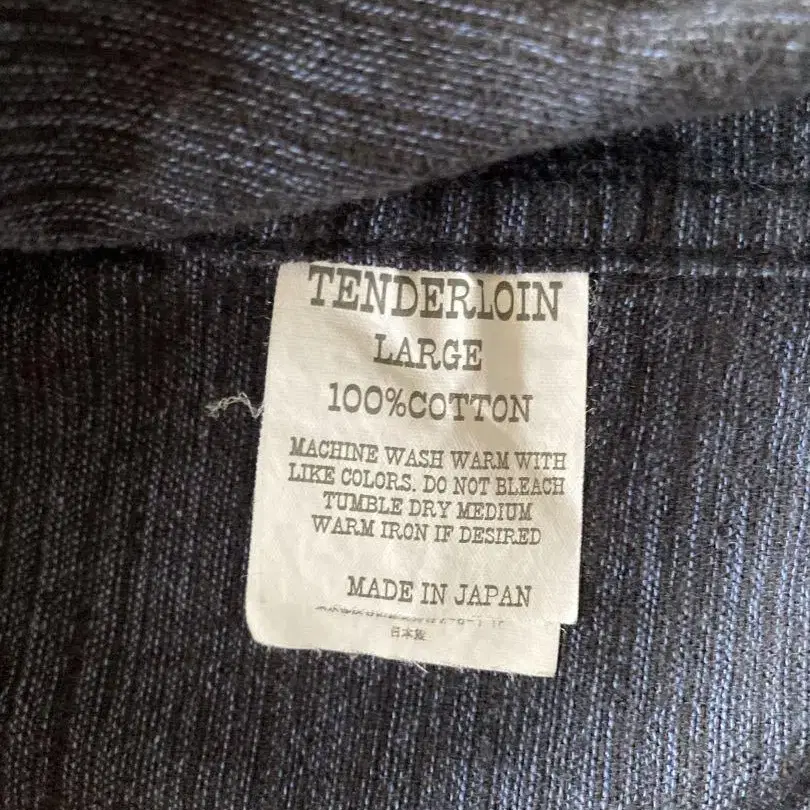 TENDERLOIN
LARGE
100%COTTON
MACHINE WASH WARM WITH
LIKE COLORS. DO NOT BLEACH
TUMBLE DRY MEDIUM
WARM IRON IF DESIRED
MADE IN JAPAN
日本製